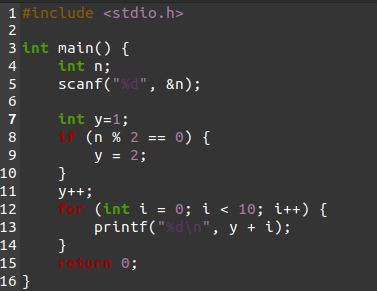 1 #include <stdio.h>
2
3 int main() {
4     int n;
5     scanf("%d", &n);
6
7     int y=1;
8     if (n % 2 == 0) {
9         y = 2;
10     }
11     y++;
12     for (int i = 0; i < 10; i++) {
13         printf("%d\n", y + i);
14     }
15     return 0;
16 }